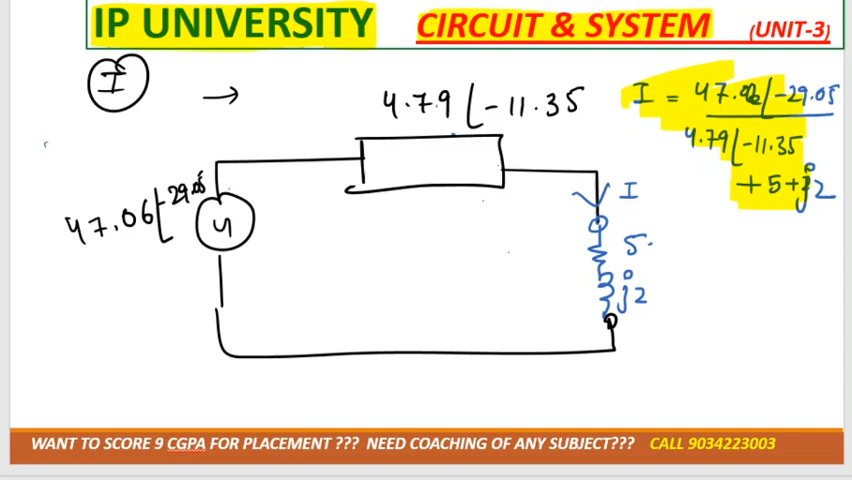 IP UNIVERSITY
CIRCUIT & SYSTEM (UNIT-3)
I →
4.79∠-11.35
I = 47.06∠-29.05
4.79∠-11.35
+5+j2
47.06∠-29.05
I
5
j2
WANT TO SCORE 9 CGPA FOR PLACEMENT ??? NEED COACHING OF ANY SUBJECT??? CALL 9034223003